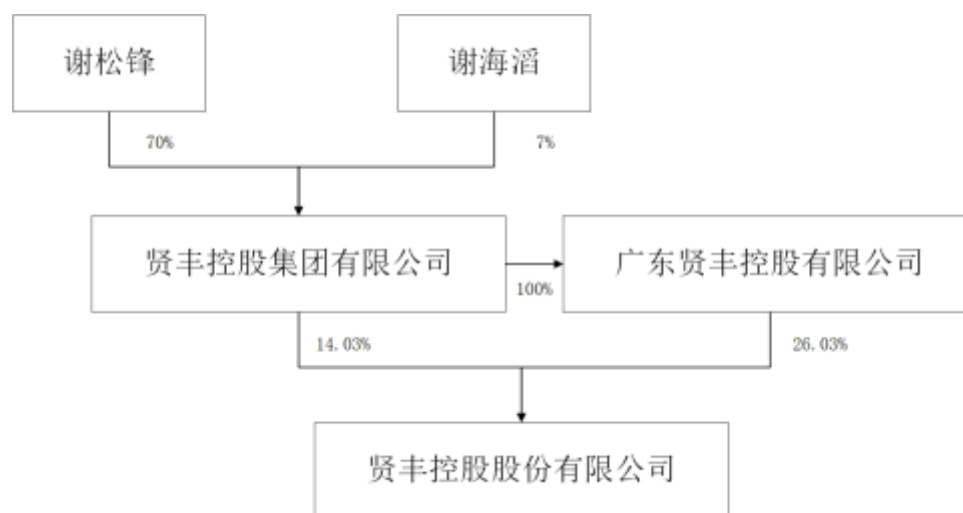 谢松锋
谢海滔
70%
7%
贤丰控股集团有限公司
广东贤丰控股有限公司
100%
14.03%
26.03%
贤丰控股股份有限公司